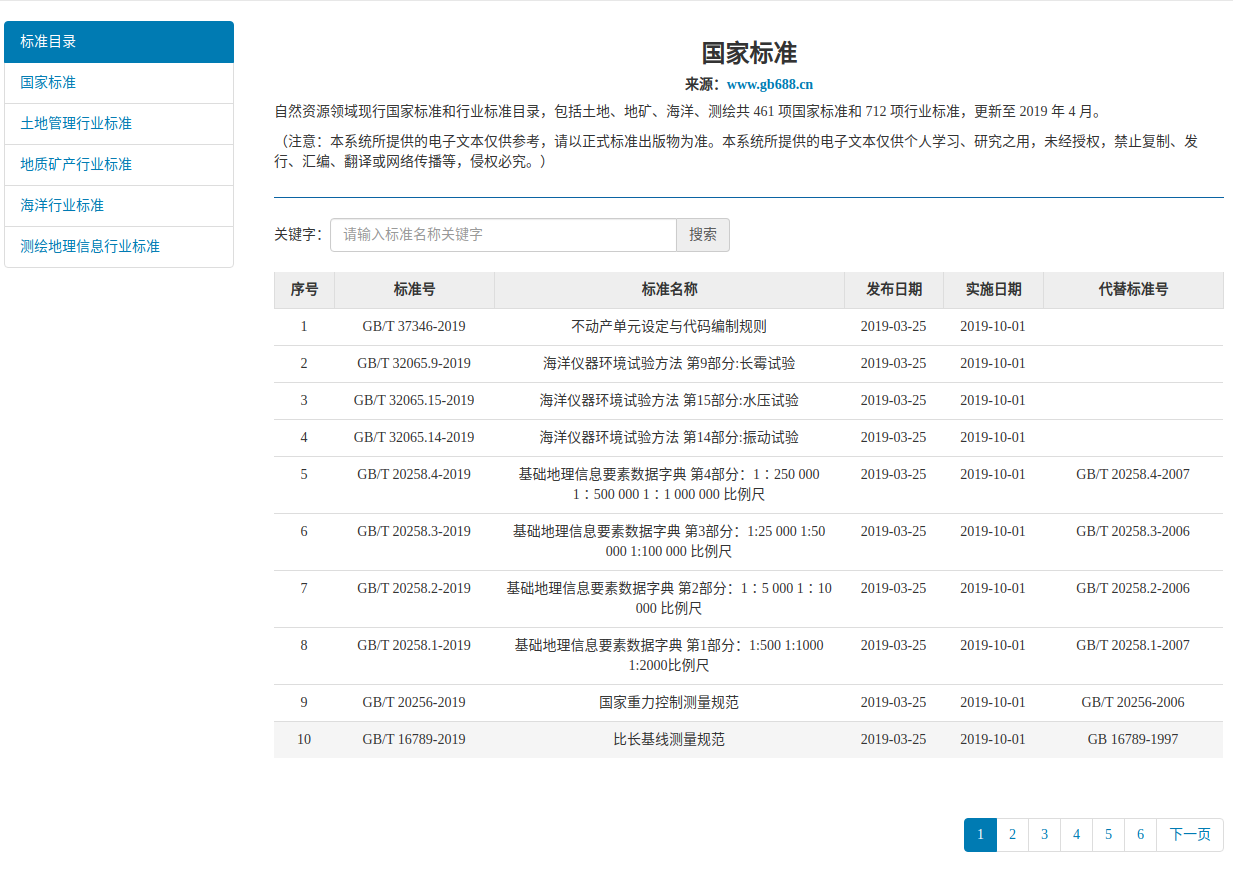 标准目录
国家标准
土地管理行业标准
地质矿产行业标准
海洋行业标准
测绘地理信息行业标准
国家标准
来源：www.gb688.cn
自然资源领域现行国家标准和行业标准目录，包括土地、地矿、海洋、测绘共 461 项国家标准和 712 项行业标准，更新至 2019 年 4 月。
（注意：本系统所提供的电子文本仅供参考，请以正式标准出版物为准。本系统所提供的电子文本仅供个人学习、研究之用，未经授权，禁止复制、发
行、汇编、翻译或网络传播等，侵权必究。）
关键字： 请输入标准名称关键字 搜索
序号 标准号 标准名称 发布日期 实施日期 代替标准号
1 GB/T 37346-2019 不动产单元设定与代码编制规则 2019-03-25 2019-10-01
2 GB/T 32065.9-2019 海洋仪器环境试验方法 第9部分:长霉试验 2019-03-25 2019-10-01
3 GB/T 32065.15-2019 海洋仪器环境试验方法 第15部分:水压试验 2019-03-25 2019-10-01
4 GB/T 32065.14-2019 海洋仪器环境试验方法 第14部分:振动试验 2019-03-25 2019-10-01
5 GB/T 20258.4-2019 基础地理信息要素数据字典 第4部分：1∶250 000 2019-03-25 2019-10-01 GB/T 20258.4-2007
1∶500 000 1∶1 000 000 比例尺
6 GB/T 20258.3-2019 基础地理信息要素数据字典 第3部分：1:25 000 1:50 2019-03-25 2019-10-01 GB/T 20258.3-2006
000 1:100 000 比例尺
7 GB/T 20258.2-2019 基础地理信息要素数据字典 第2部分：1∶5 000 1∶10 2019-03-25 2019-10-01 GB/T 20258.2-2006
000 比例尺
8 GB/T 20258.1-2019 基础地理信息要素数据字典 第1部分：1:500 1:1000 2019-03-25 2019-10-01 GB/T 20258.1-2007
1:2000比例尺
9 GB/T 20256-2019 国家重力控制测量规范 2019-03-25 2019-10-01 GB/T 20256-2006
10 GB/T 16789-2019 比长基线测量规范 2019-03-25 2019-10-01 GB 16789-1997
1 2 3 4 5 6 下一页